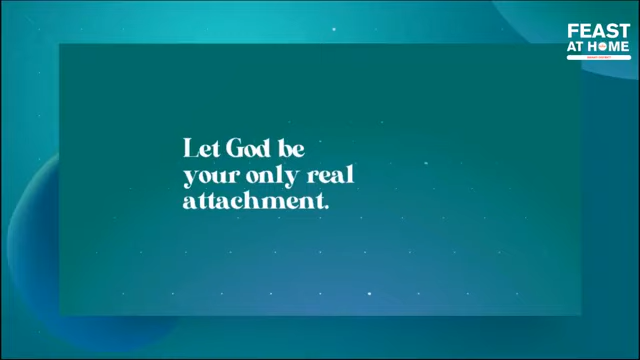 FEAST
AT HOME
Let God be
your only real
attachment.